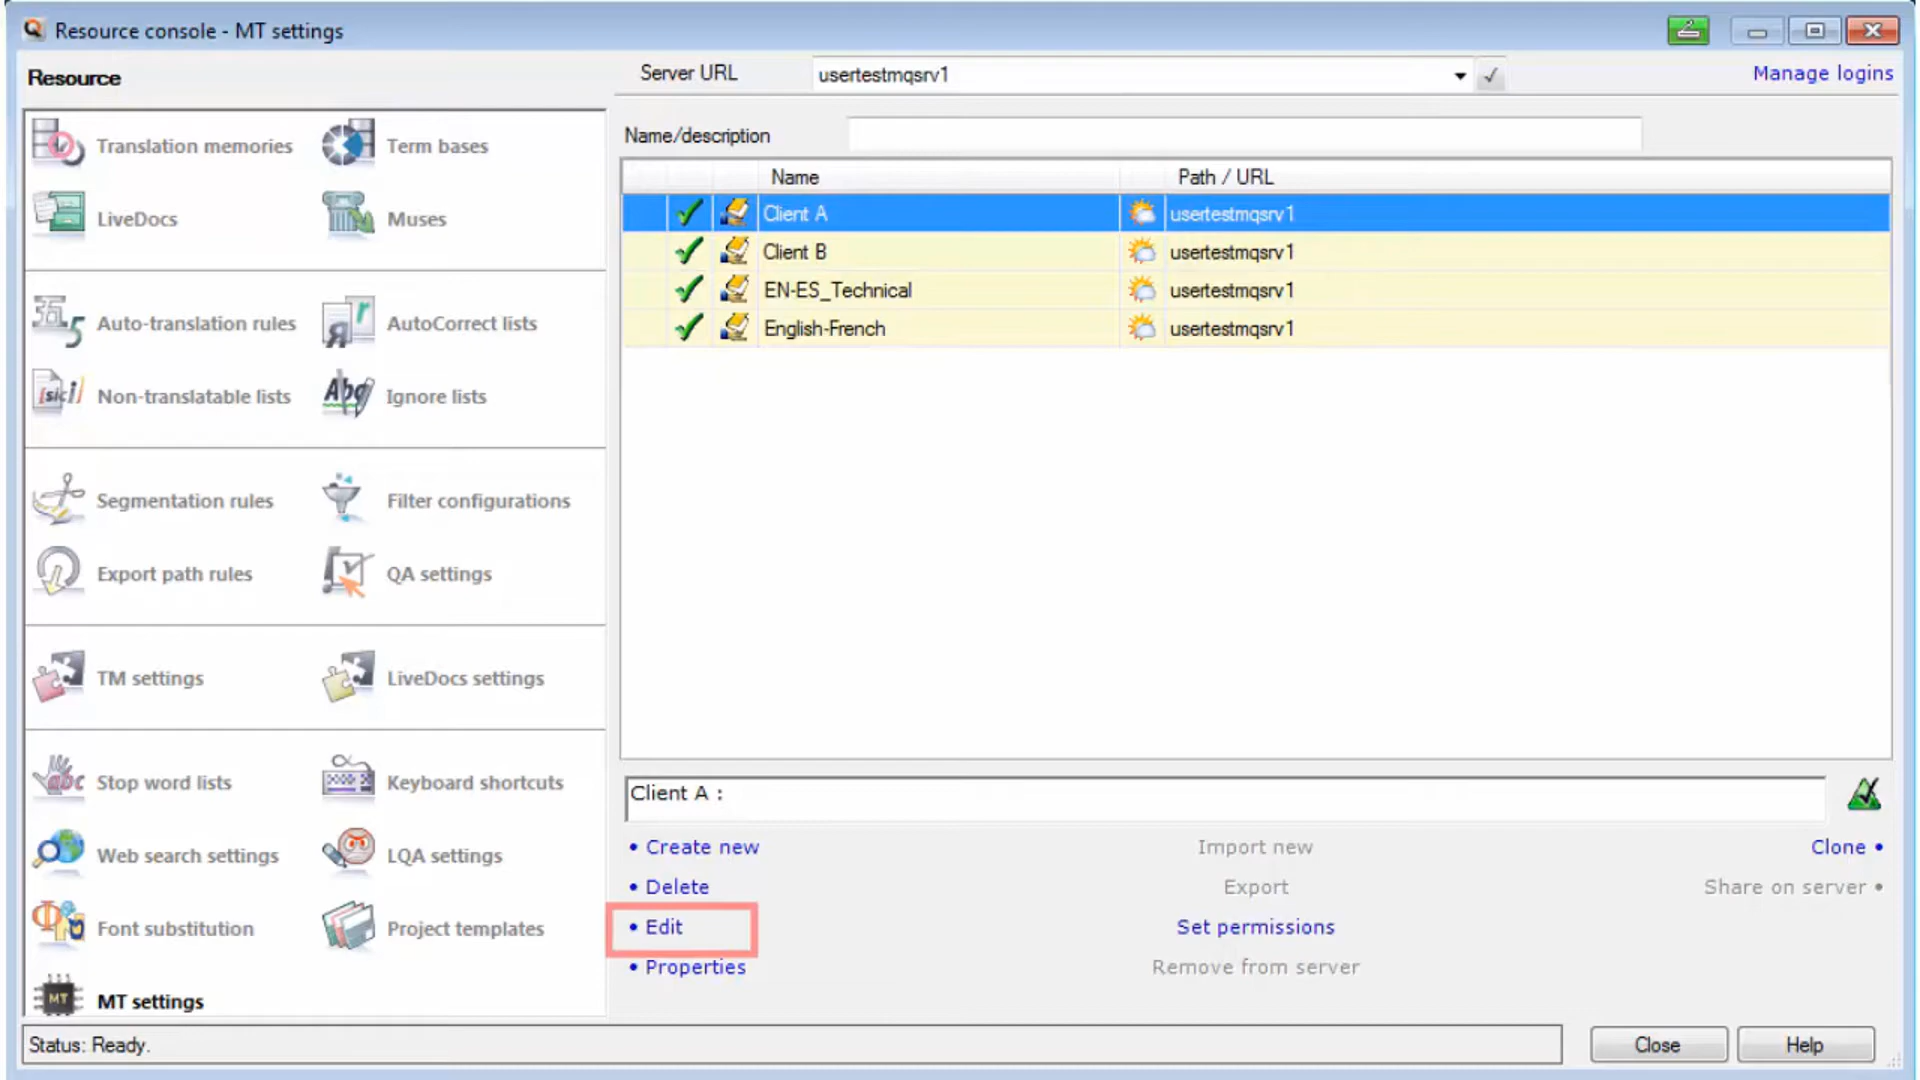 Resource console - MT settings
Resource
Server URL
usertestmqsrv1
Manage logins
Translation memories
Term bases
LiveDocs
Muses
Auto-translation rules
AutoCorrect lists
Non-translatable lists
Ignore lists
Segmentation rules
Filter configurations
Export path rules
QA settings
TM settings
LiveDocs settings
Stop word lists
Keyboard shortcuts
Web search settings
LQA settings
Font substitution
Project templates
MT
MT settings
Name/description
Name Path / URL
Client A usertestmqsrv1
Client B usertestmqsrv1
EN-ES_Technical usertestmqsrv1
English-French usertestmqsrv1
Client A :
• Create new Import new Clone •
• Delete Export Share on server •
• Edit Set permissions
• Properties Remove from server
Status: Ready.
Close Help